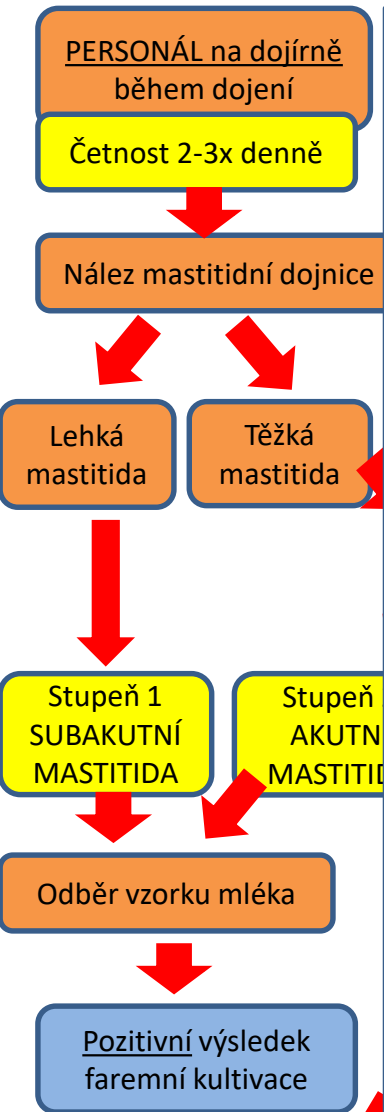 PERSONÁL na dojírně
během dojení
Četnost 2-3x denně
Nález mastitidní dojnice
Lehká
mastitida
Těžká
mastitida
Stupeň 1
SUBAKUTNÍ
MASTITIDA
Stupeň
Odběr vzorku mléka
Pozitivní výsledek
faremní kultivace